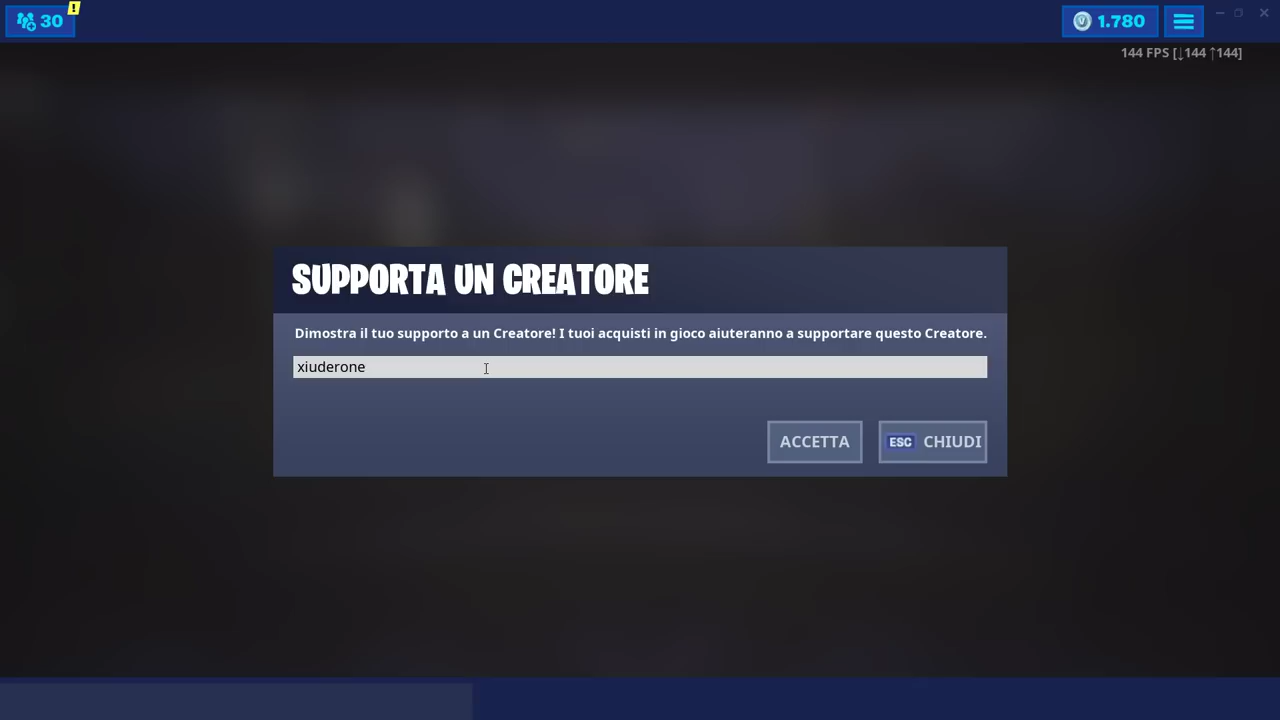 30
!
1.780
144 FPS [↓144 ↑144]
SUPPORTA UN CREATORE
Dimostra il tuo supporto a un Creatore! I tuoi acquisti in gioco aiuteranno a supportare questo Creatore.
xiuderone
ACCETTA
ESC CHIUDI